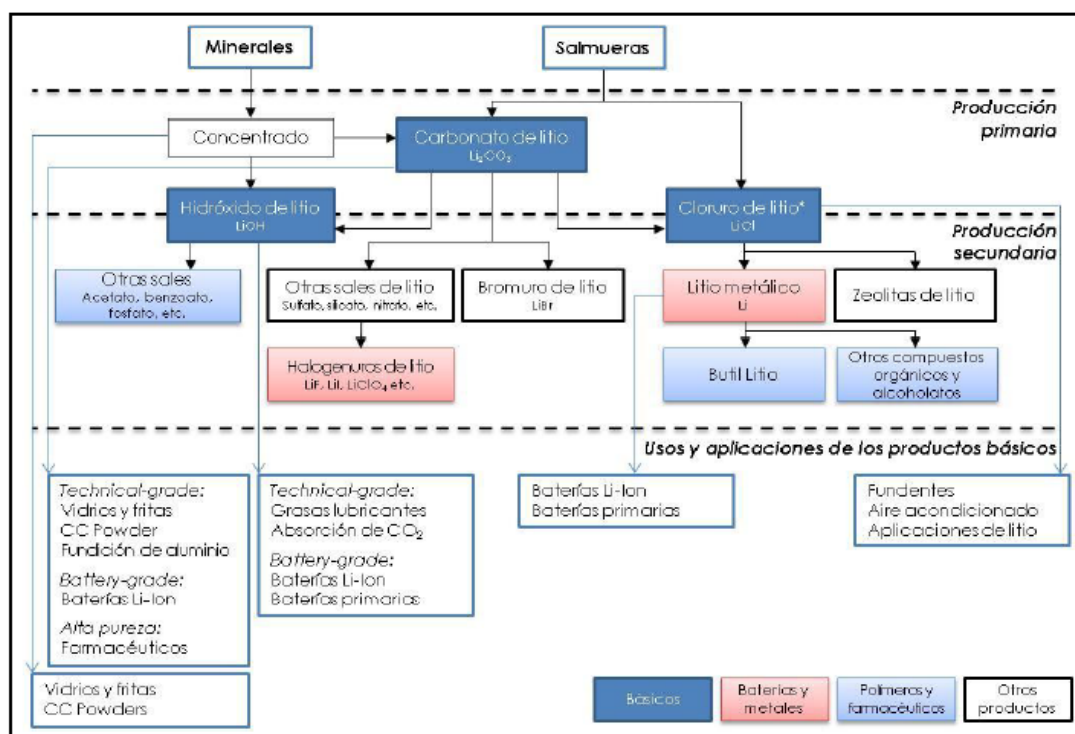 Minerales
Salmueras
Producción
primaria
Concentrado
Carbonato de litio
Li₂CO₃
Hidróxido de litio
LiOH
Cloruro de litio*
LiCl
Producción
secundaria
Otras sales
Acetato, benzoato,
fosfato, etc.
Otras sales de litio
Sulfato, silicato, nitrato, etc.
Bromuro de litio
LiBr
Litio metálico
Li
Zeolitas de litio
Halogenuros de litio
LiF, LiI, LiClO₄ etc.
Butil Litio
Otros compuestos
orgánicos y
alcoholatos
Usos y aplicaciones de los productos básicos
Technical-grade:
Vidrios y fritas
CC Powder
Fundición de aluminio
Battery-grade:
Baterías Li-Ion
Alta pureza:
Farmacéuticos
Technical-grade:
Grasas lubricantes
Absorción de CO₂
Battery-grade:
Baterías Li-Ion
Baterías primarias
Baterías Li-Ion
Baterías primarias
Fundentes
Aire acondicionado
Aplicaciones de litio
Vidrios y fritas
CC Powders
Básicos
Baterías y
metales
Polímeros y
farmacéuticos
Otros
productos